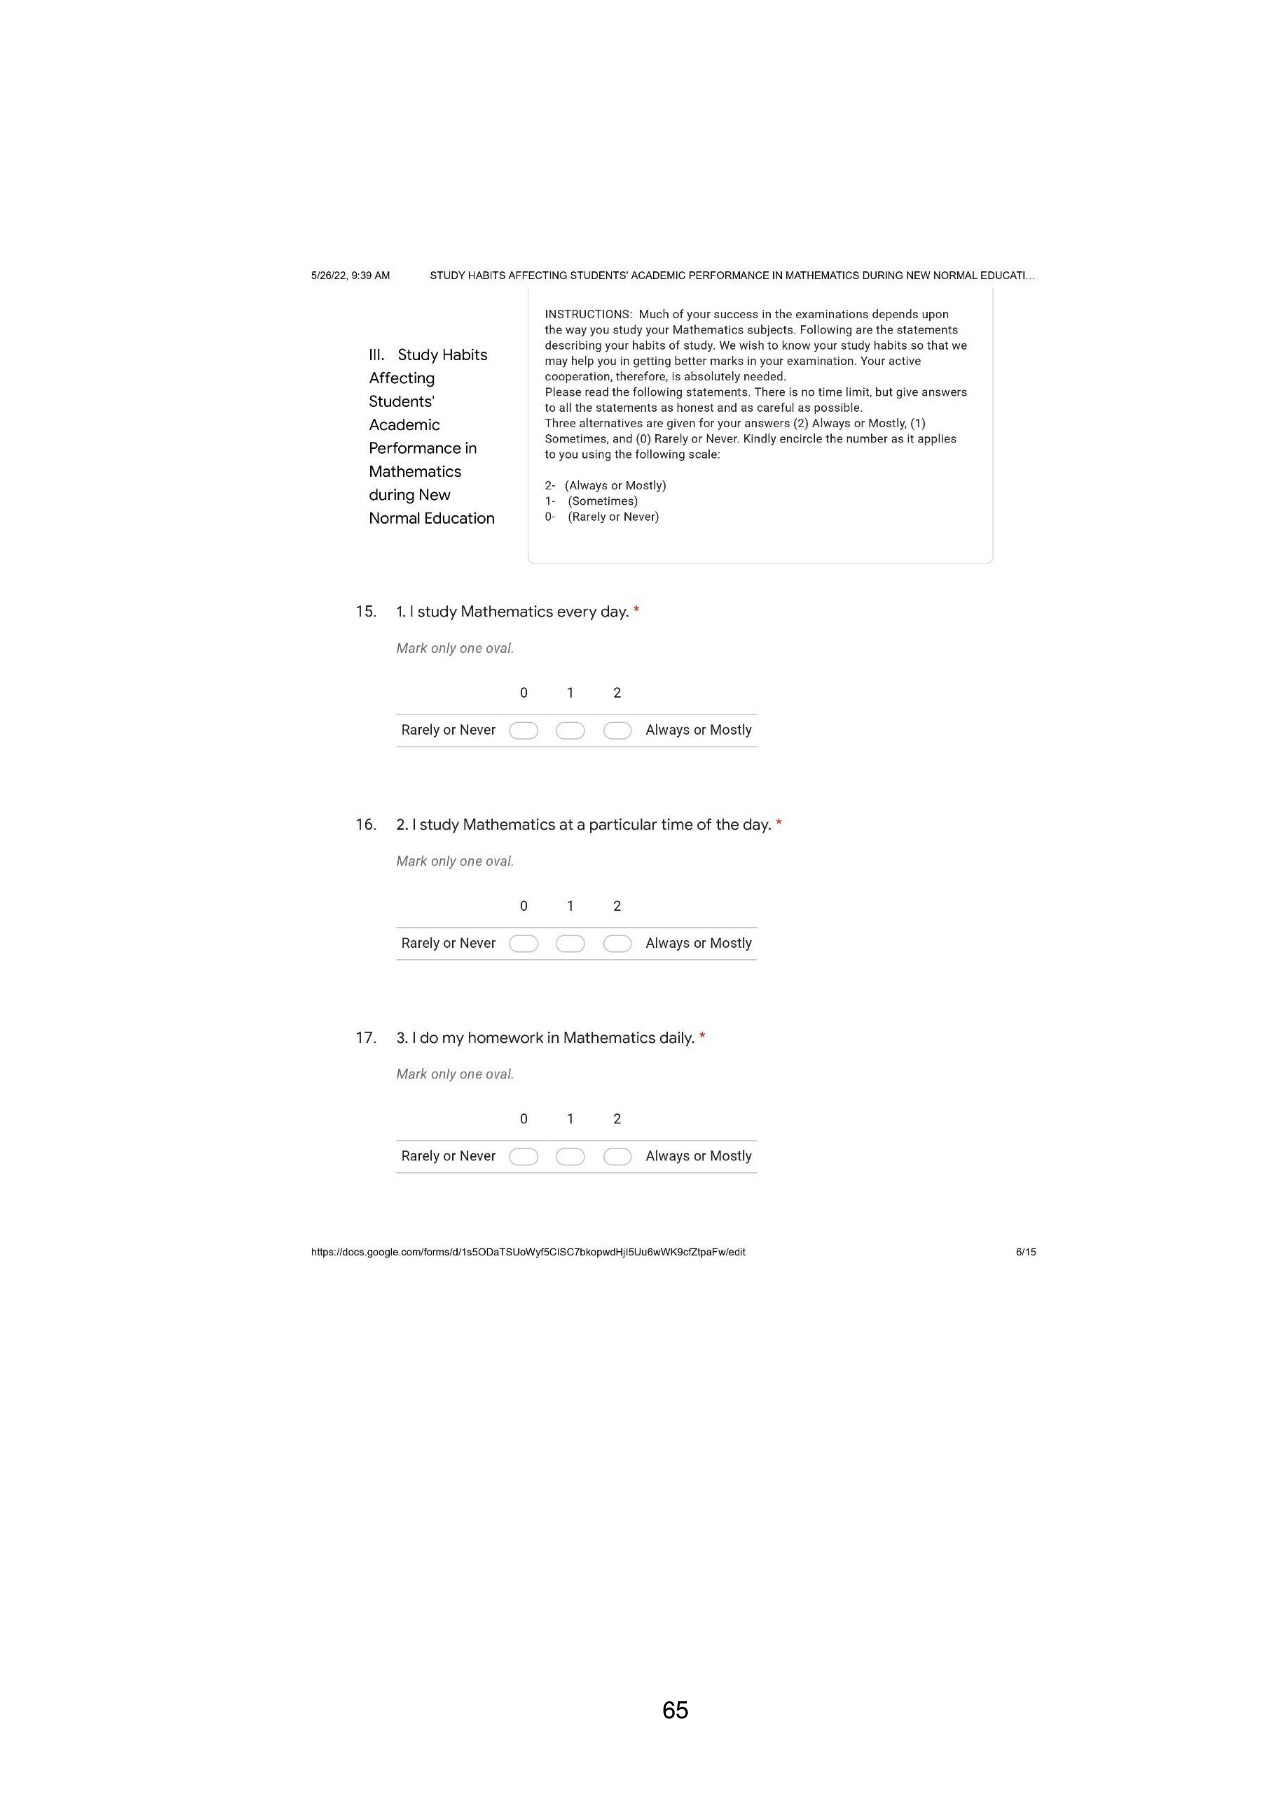 5/26/22, 9:39 AM STUDY HABITS AFFECTING STUDENTS' ACADEMIC PERFORMANCE IN MATHEMATICS DURING NEW NORMAL EDUCATI...
III. Study Habits
Affecting
Students'
Academic
Performance in
Mathematics
during New
Normal Education
INSTRUCTIONS: Much of your success in the examinations depends upon
the way you study your Mathematics subjects. Following are the statements
describing your habits of study. We wish to know your study habits so that we
may help you in getting better marks in your examination. Your active
cooperation, therefore, is absolutely needed.
Please read the following statements. There is no time limit, but give answers
to all the statements as honest and as careful as possible.
Three alternatives are given for your answers (2) Always or Mostly, (1)
Sometimes, and (0) Rarely or Never. Kindly encircle the number as it applies
to you using the following scale:
2- (Always or Mostly)
1- (Sometimes)
0- (Rarely or Never)
15. 1. I study Mathematics every day. *
Mark only one oval.
0 1 2
Rarely or Never Always or Mostly
16. 2. I study Mathematics at a particular time of the day. *
Mark only one oval.
0 1 2
Rarely or Never Always or Mostly
17. 3. I do my homework in Mathematics daily. *
Mark only one oval.
0 1 2
Rarely or Never Always or Mostly
https://docs.google.com/forms/d/1s5ODaTSUoWyf5CISC7bkopwdHjI5Uu6wWK9cfZtpaFw/edit 6/15
65